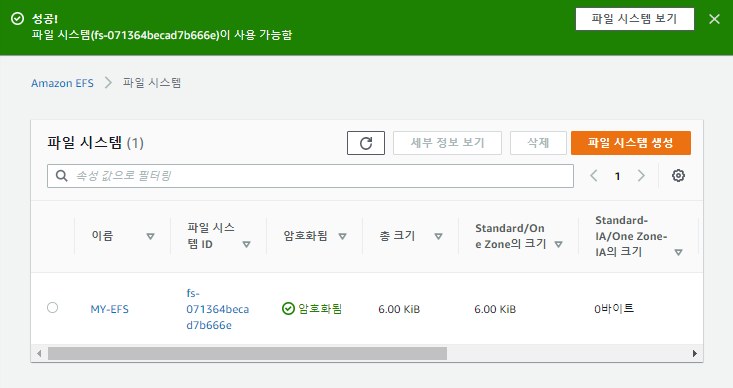 성공!
파일 시스템(fs-071364becad7b666e)이 사용 가능함
파일 시스템 보기
Amazon EFS
파일 시스템
파일 시스템 (1)
세부 정보 보기
삭제
파일 시스템 생성
속성 값으로 필터링
1
이름
파일 시스
템 ID
암호화됨
총 크기
Standard/On
e Zone의 크기
Standard-
IA/One Zone-
IA의 크기
MY-EFS
fs-
071364beca
d7b666e
암호화됨
6.00 KiB
6.00 KiB
0바이트